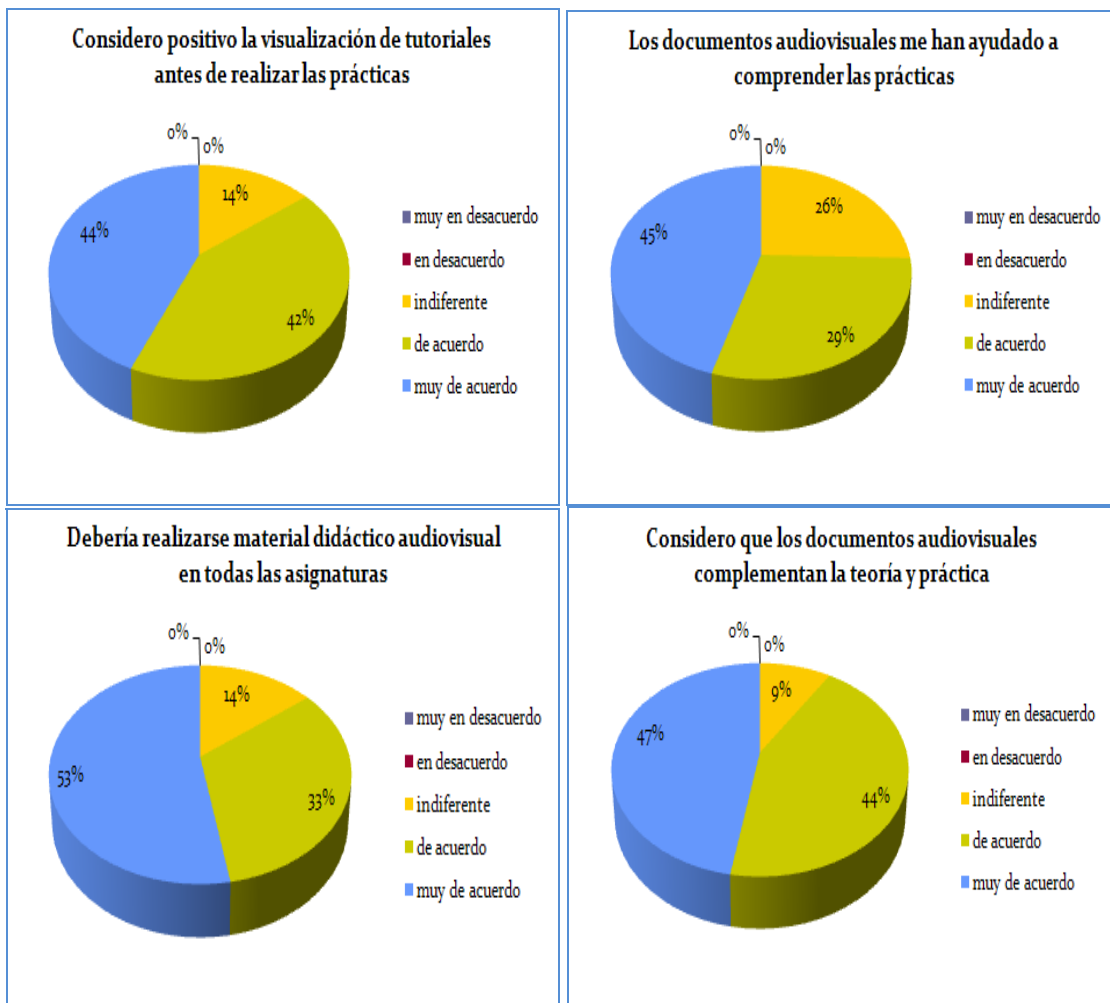 Considero positivo la visualización de tutoriales
antes de realizar las prácticas
0%
0%
14%
44%
42%
muy en desacuerdo
en desacuerdo
indiferente
de acuerdo
muy de acuerdo
Los documentos audiovisuales me han ayudado a
comprender las prácticas
0%
0%
26%
45%
29%
muy en desacuerdo
en desacuerdo
indiferente
de acuerdo
muy de acuerdo
Debería realizarse material didáctico audiovisual
en todas las asignaturas
0%
0%
14%
53%
33%
muy en desacuerdo
en desacuerdo
indiferente
de acuerdo
muy de acuerdo
Considero que los documentos audiovisuales
complementan la teoría y práctica
0%
0%
9%
47%
44%
muy en desacuerdo
en desacuerdo
indiferente
de acuerdo
muy de acuerdo